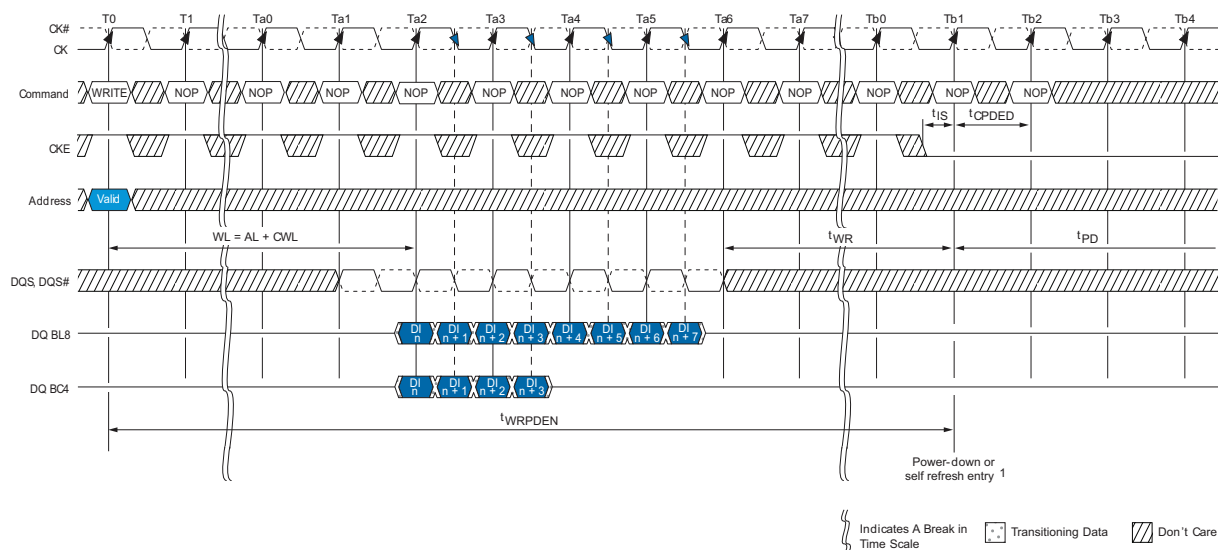 T0 T1 Ta0 Ta1 Ta2 Ta3 Ta4 Ta5 Ta6 Ta7 Tb0 Tb1 Tb2 Tb3 Tb4
CK#
CK
Command WRITE NOP NOP NOP NOP NOP NOP NOP NOP NOP NOP NOP NOP
tIS tCPDED
CKE
Address Valid
WL = AL + CWL tWR tPD
DQS, DQS#
DQ BL8 DI n DI n + 1 DI n + 2 DI n + 3 DI n + 4 DI n + 5 DI n + 6 DI n + 7
DQ BC4 DI n DI n + 1 DI n + 2 DI n + 3
tWRPDEN
Power-down or
self refresh entry 1
Indicates A Break in
Time Scale
Transitioning Data
Don't Care